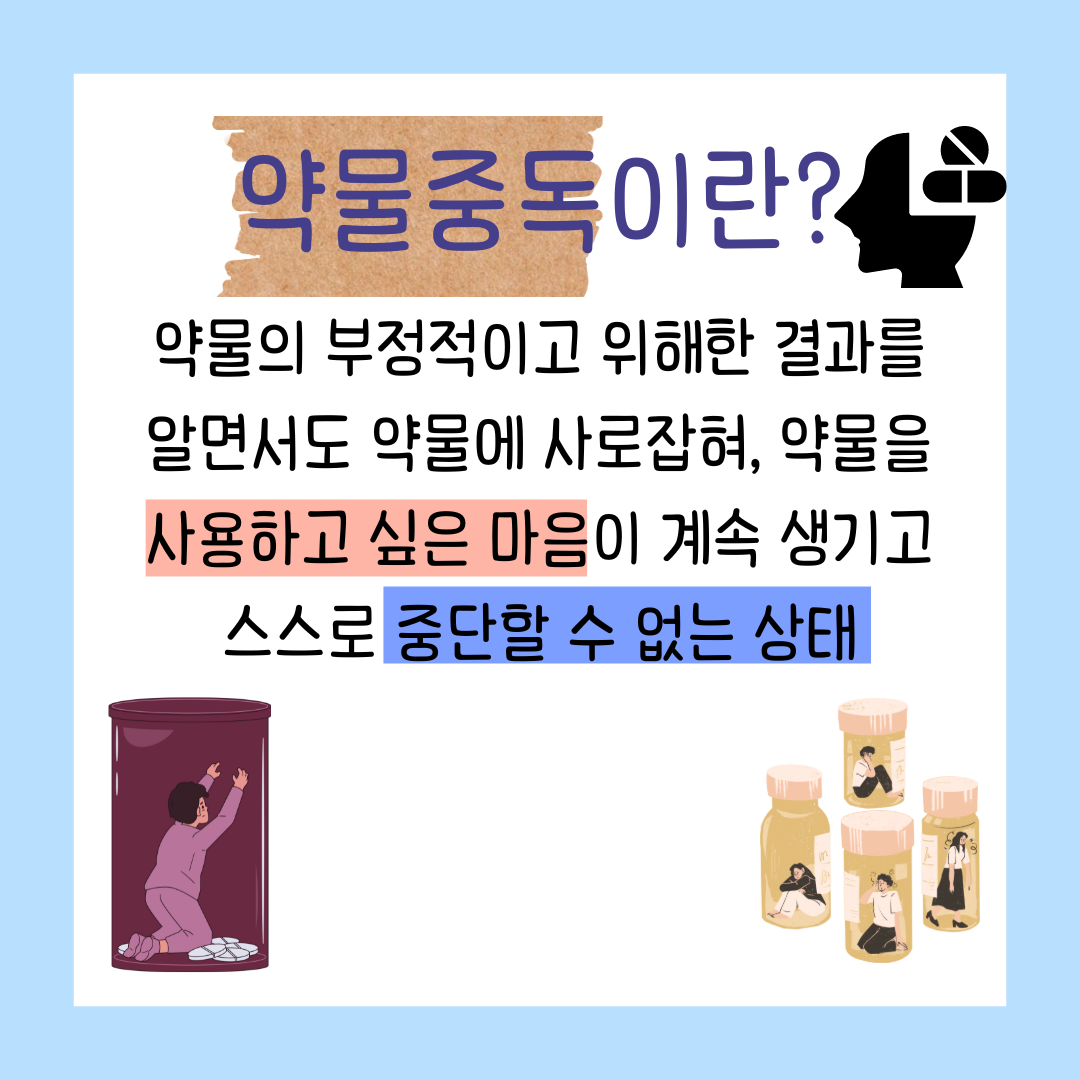 약물중독이란?
약물의 부정적이고 위해한 결과를
알면서도 약물에 사로잡혀, 약물을
사용하고 싶은 마음이 계속 생기고
스스로 중단할 수 없는 상태